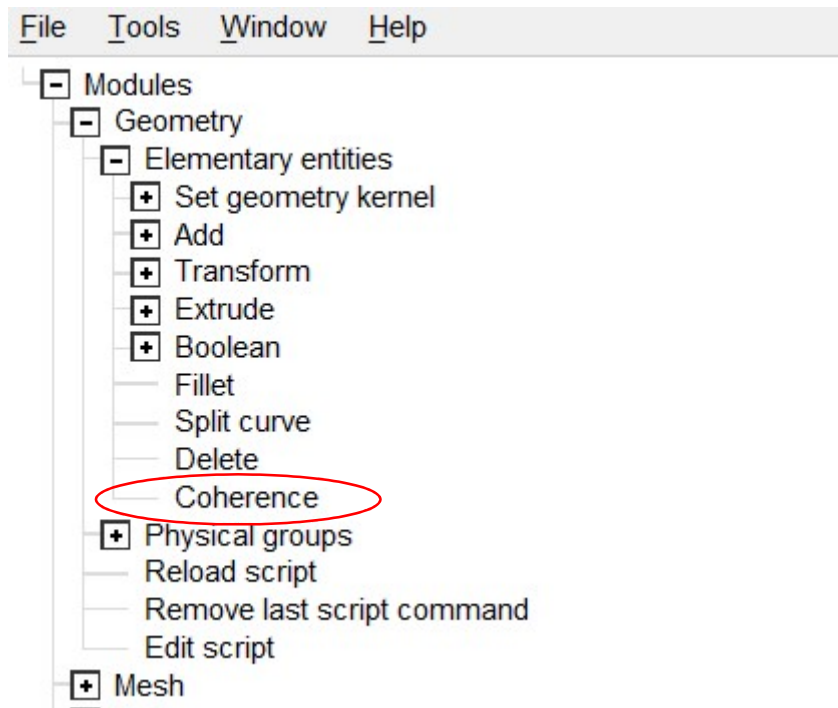 File Tools Window Help
Modules
Geometry
Elementary entities
Set geometry kernel
Add
Transform
Extrude
Boolean
Fillet
Split curve
Delete
Coherence
Physical groups
Reload script
Remove last script command
Edit script
Mesh